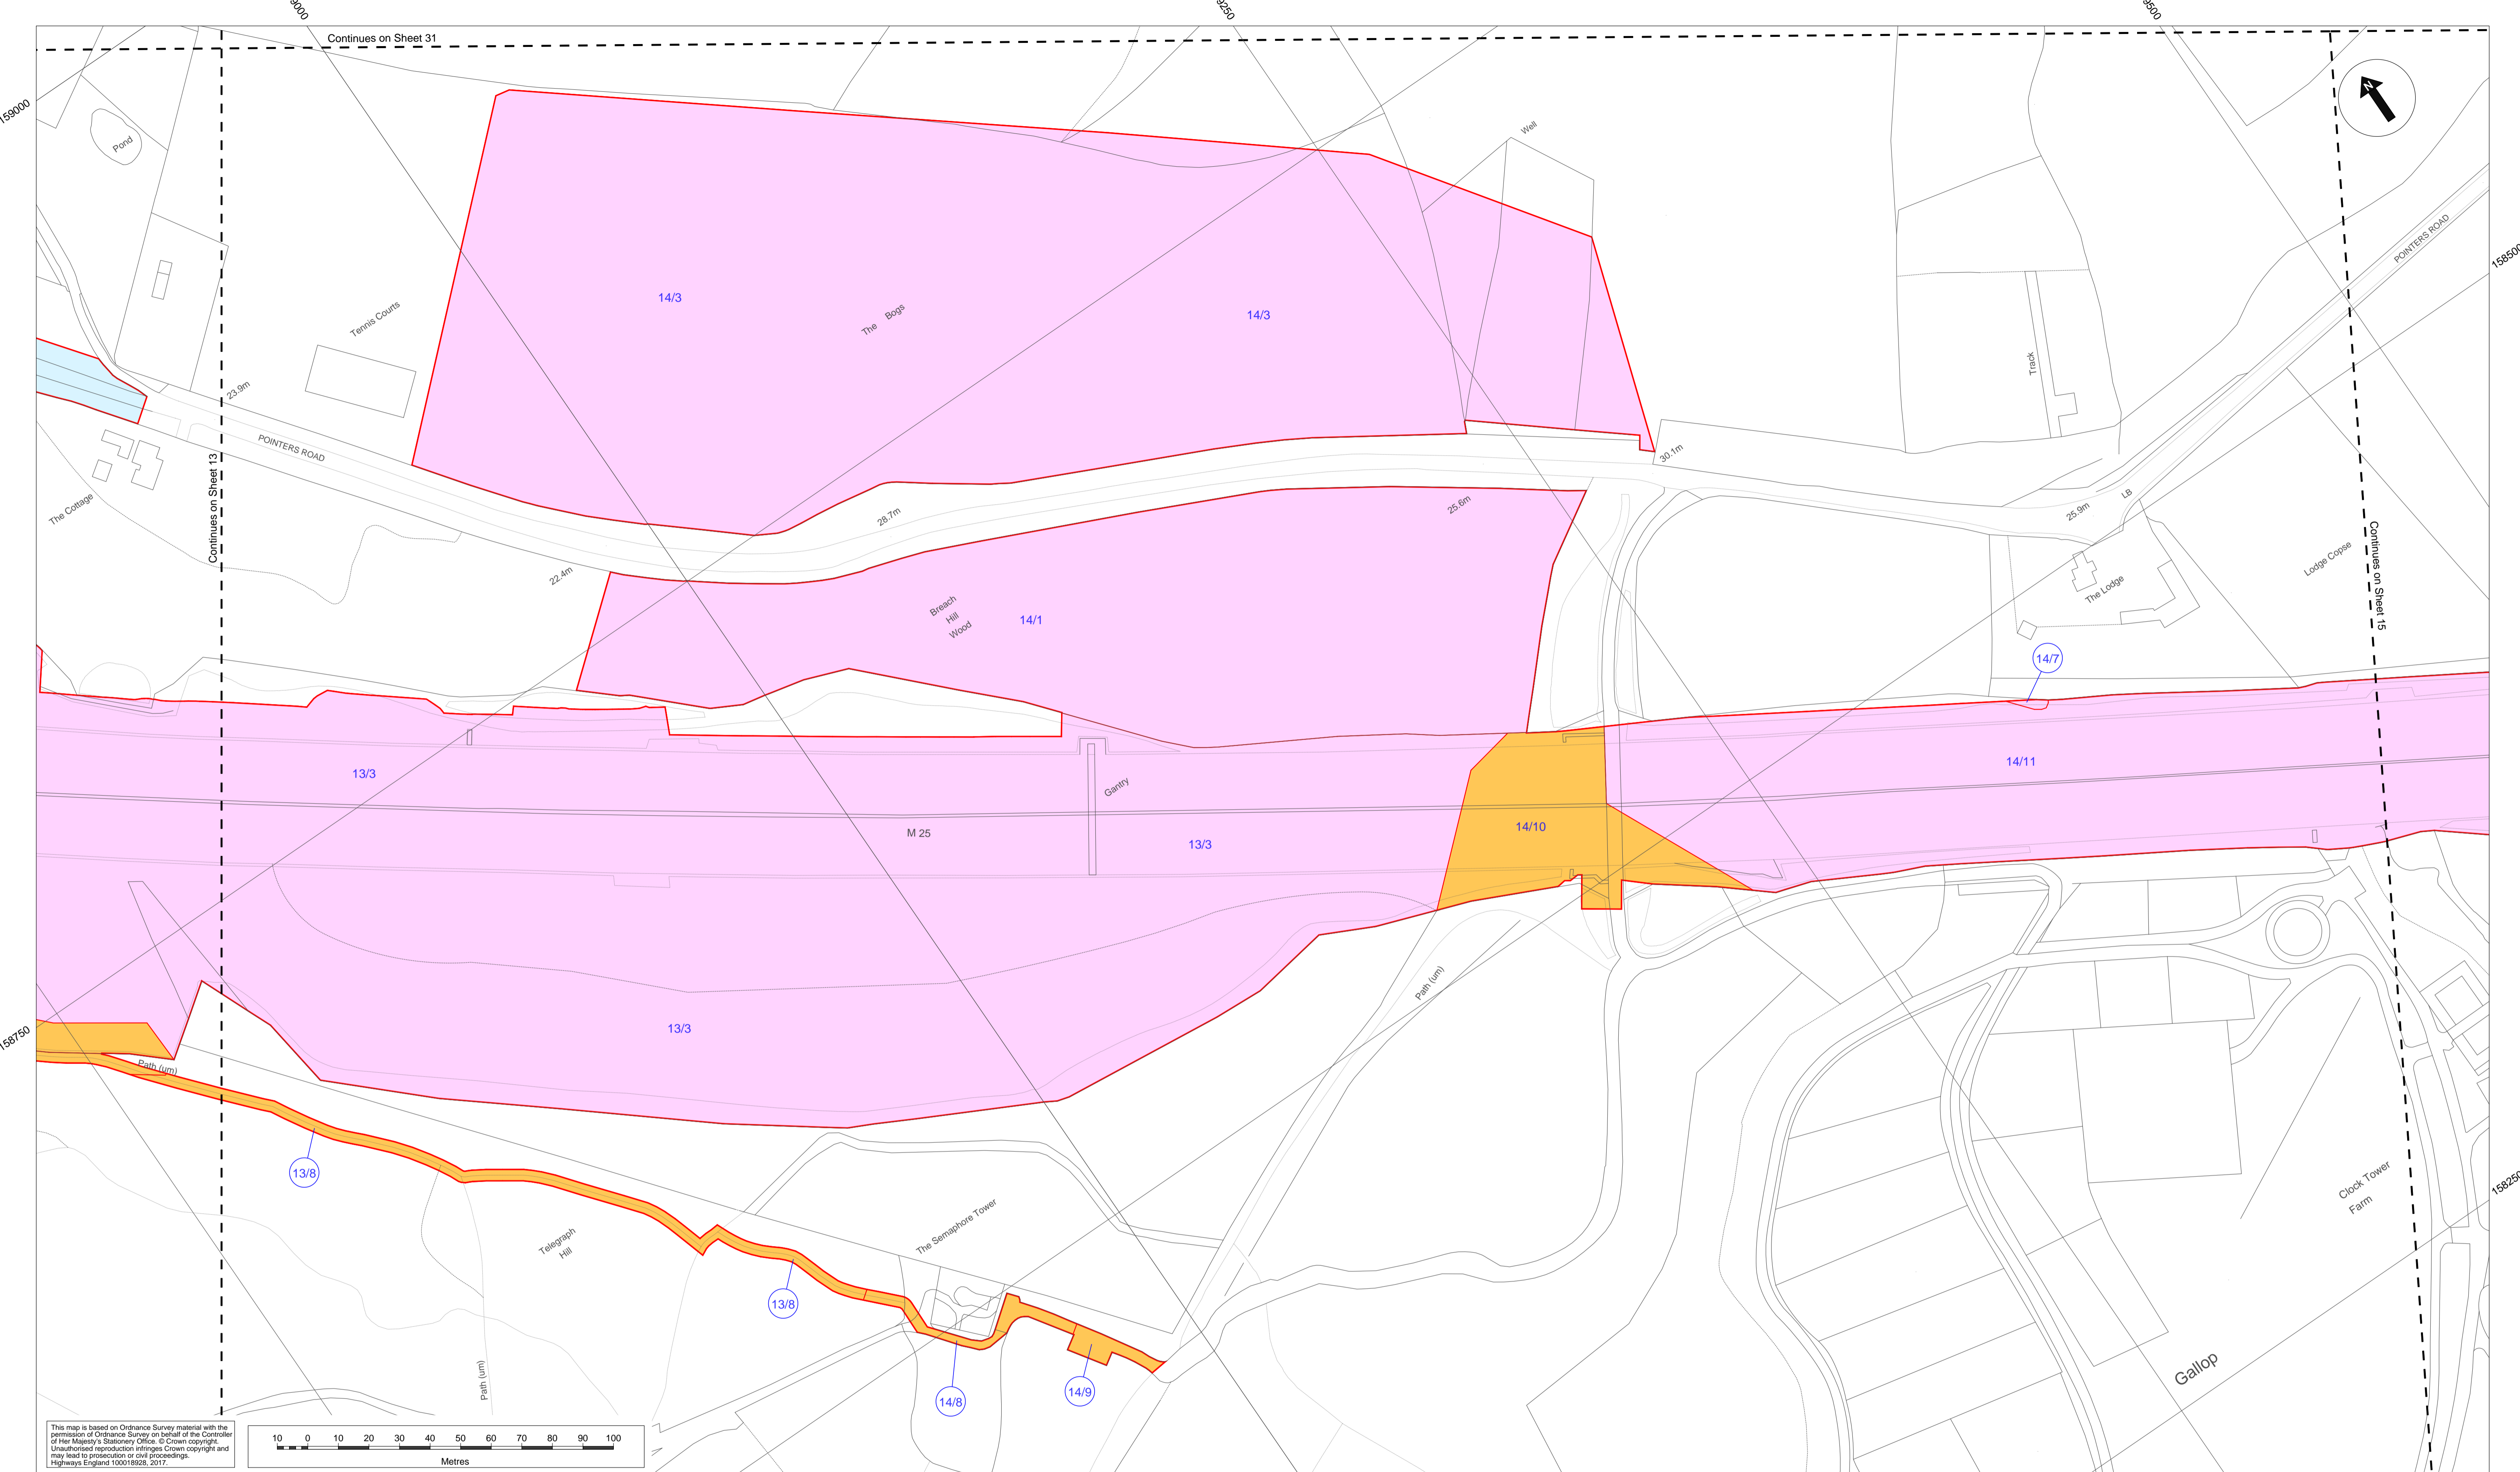 9000
9250
9500
Continues on Sheet 31
N
159000
Pond
Well
POINTERS ROAD
158500
14/3
Tennis Courts
The Bogs
14/3
Track
23.9m
POINTERS ROAD
Continues on Sheet 13
The Cottage
28.7m
25.6m
30.1m
25.9m
LB
Continues on Sheet 15
Lodge Copse
The Lodge
22.4m
Breach
Hill
Wood
14/1
14/7
13/3
Gantry
14/11
M 25
13/3
14/10
Path (um)
13/3
158750
Path (um)
13/8
Telegraph
Hill
The Semaphore Tower
13/8
Clock Tower
Farm
158250
Path (um)
14/8
14/9
Gallop
This map is based on Ordnance Survey material with the
permission of Ordnance Survey on behalf of the Controller
of Her Majesty's Stationery Office. © Crown copyright.
Unauthorised reproduction infringes Crown copyright and
may lead to prosecution or civil proceedings.
Highways England 100018928, 2017.
10 0 10 20 30 40 50 60 70 80 90 100
Metres